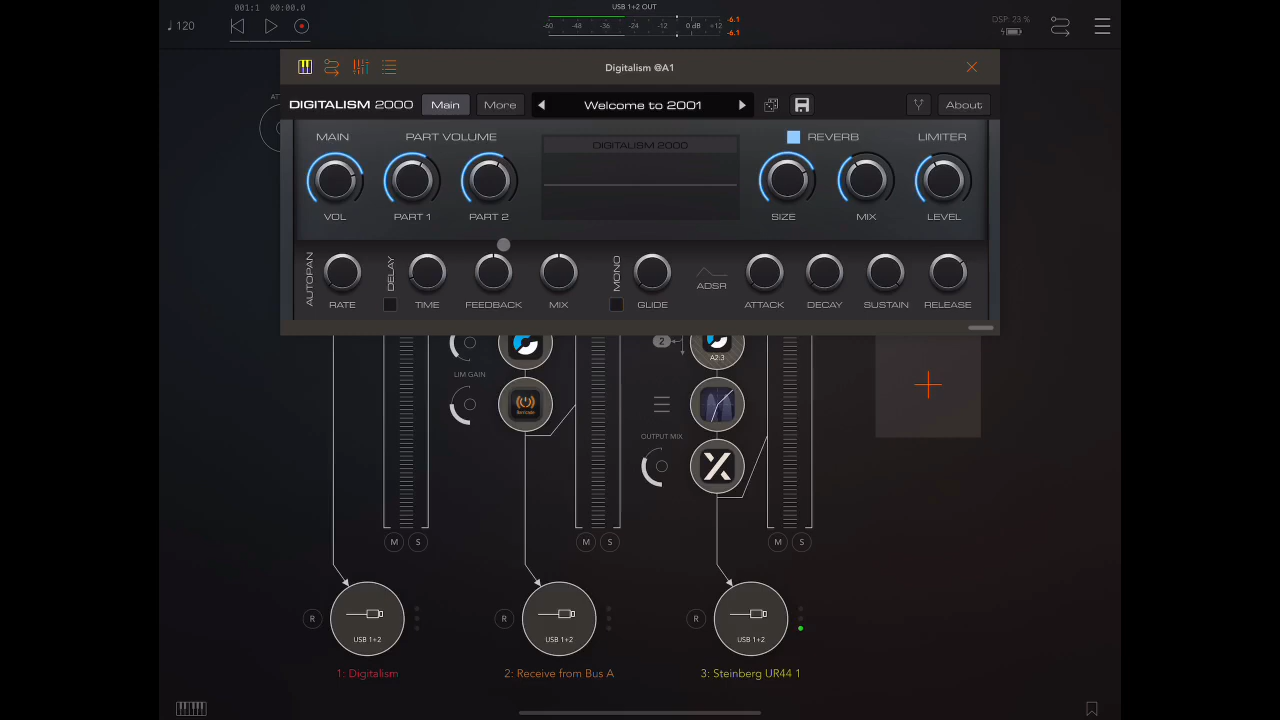 USB 1+2 OUT
001:1 00:00.0
120
-60 -48 -36 -24 -12 0 dB +12
-6.1
-6.1
DSP: 23 %
Digitalism @A1
AT
DIGITALISM 2000 Main More Welcome to 2001 About
MAIN PART VOLUME DIGITALISM 2000 REVERB LIMITER
VOL PART 1 PART 2 SIZE MIX LEVEL
AUTOPAN DELAY MONO ADSR
RATE TIME FEEDBACK MIX GLIDE ATTACK DECAY SUSTAIN RELEASE
2
A2:3
LIM GAIN
OUTPUT MIX
M S M S M S
R USB 1+2 R USB 1+2 R USB 1+2
1: Digitalism 2: Receive from Bus A 3: Steinberg UR44 1